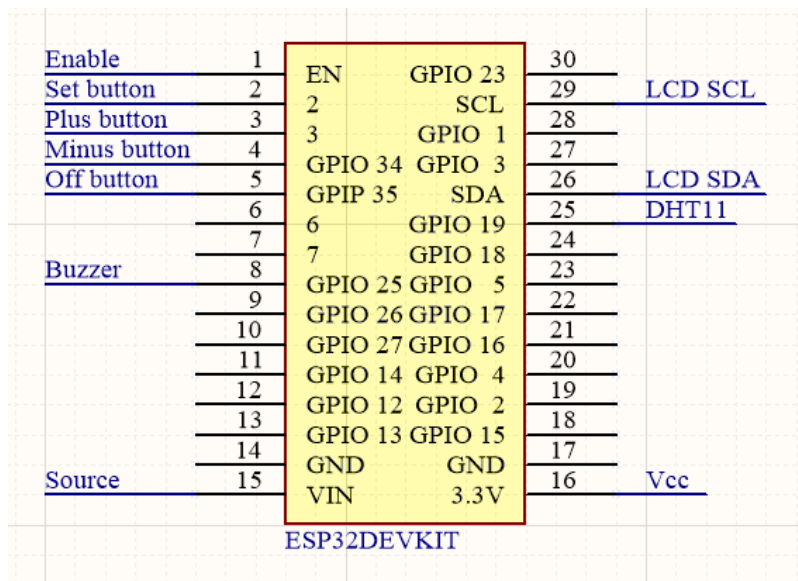 Enable 1 EN GPIO 23 30
Set button 2 2 SCL 29 LCD SCL
Plus button 3 3 GPIO 1 28
Minus button 4 GPIO 34 GPIO 3 27
Off button 5 GPIP 35 SDA 26 LCD SDA
6 6 GPIO 19 25 DHT11
7 7 GPIO 18 24
Buzzer 8 GPIO 25 GPIO 5 23
9 GPIO 26 GPIO 17 22
10 GPIO 27 GPIO 16 21
11 GPIO 14 GPIO 4 20
12 GPIO 12 GPIO 2 19
13 GPIO 13 GPIO 15 18
14 GND GND 17
Source 15 VIN 3.3V 16 Vcc
ESP32DEVKIT